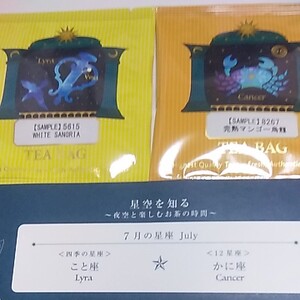 Lyra
【SAMPLE】5615
WHITE SANGRIA
TEA BAG
Cancer
【SAMPLE】8267
完熟マンゴー烏龍
TEA BAG
Quality Tea
星空を知る
～夜空と楽しむお茶の時間～
7月の星座 July
＜四季の星座＞
こと座
Lyra
＜12星座＞
かに座
Cancer